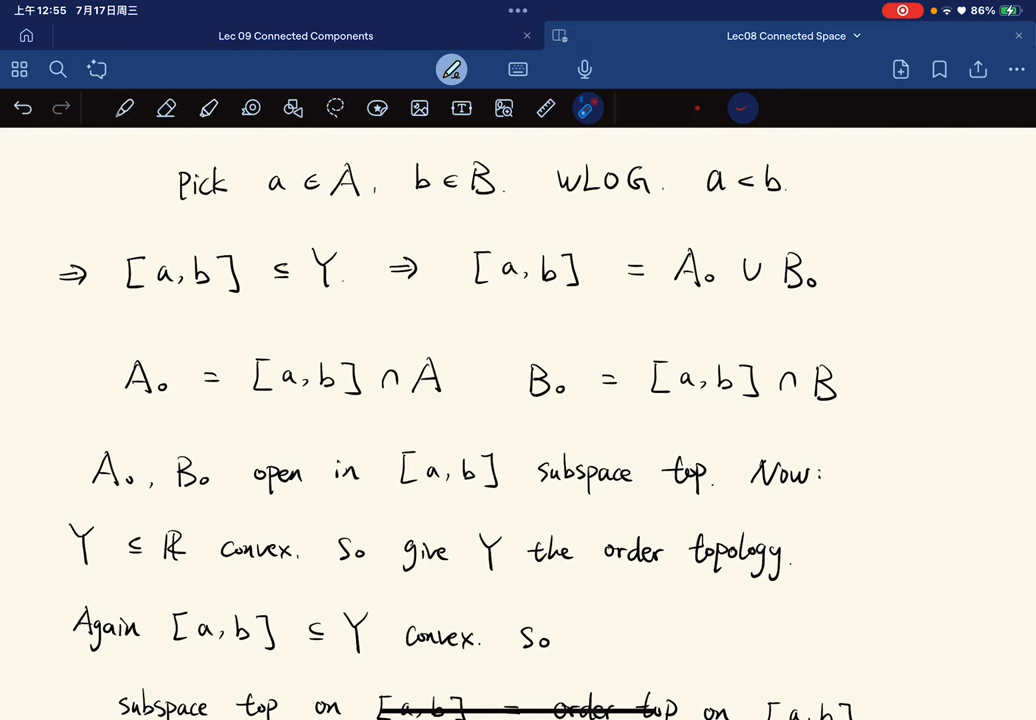 上午12:55 7月17日周三
86%
Lec 09 Connected Components
Lec08 Connected Space
Pick a ∈ A, b ∈ B. WLOG. a < b.
⇒ [a, b] ⊆ Y. ⇒ [a, b] = A₀ ∪ B₀
A₀ = [a, b] ∩ A B₀ = [a, b] ∩ B
A₀, B₀ open in [a, b] subspace top. Now:
Y ⊆ ℝ convex. So give Y the order topology.
Again [a, b] ⊆ Y convex. So
subspace top on [a, b] = order top on [a, b]